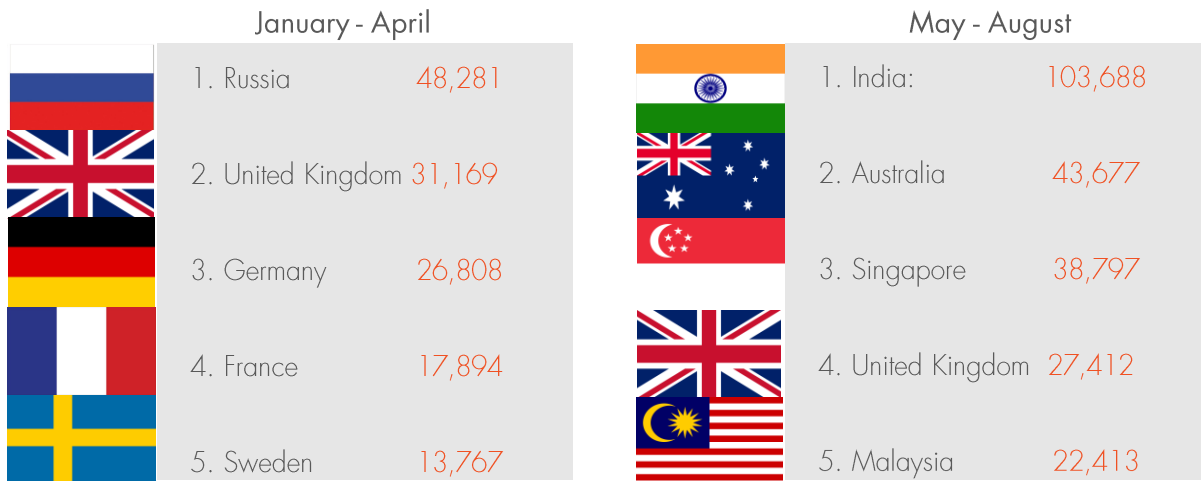 January - April
1. Russia 48,281
2. United Kingdom 31,169
3. Germany 26,808
4. France 17,894
5. Sweden 13,767
May - August
1. India: 103,688
2. Australia 43,677
3. Singapore 38,797
4. United Kingdom 27,412
5. Malaysia 22,413